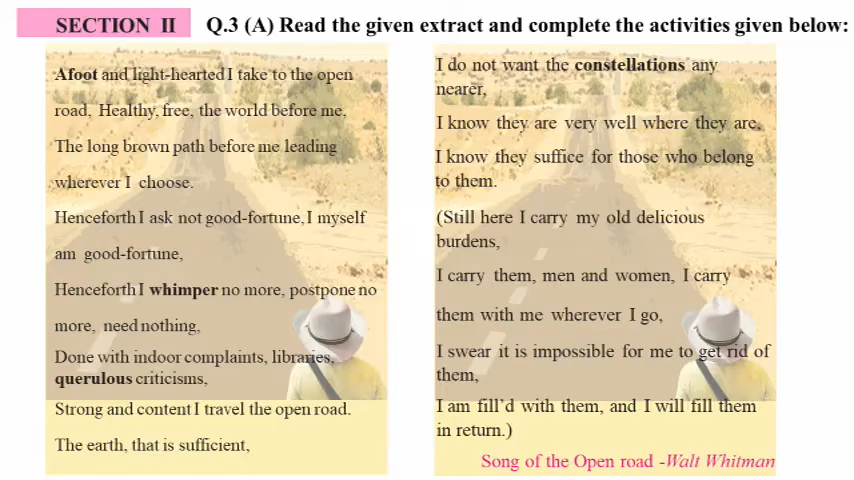 SECTION II Q.3 (A) Read the given extract and complete the activities given below:
Afoot and light-hearted I take to the open
road, Healthy, free, the world before me,
The long brown path before me leading
wherever I choose.
Henceforth I ask not good-fortune, I myself
am good-fortune,
Henceforth I whimper no more, postpone no
more, need nothing,
Done with indoor complaints, libraries,
querulous criticisms,
Strong and content I travel the open road.
The earth, that is sufficient,
I do not want the constellations any
nearer,
I know they are very well where they are,
I know they suffice for those who belong
to them.
(Still here I carry my old delicious
burdens,
I carry them, men and women, I carry
them with me wherever I go,
I swear it is impossible for me to get rid of
them,
I am fill'd with them, and I will fill them
in return.)
Song of the Open road -Walt Whitman